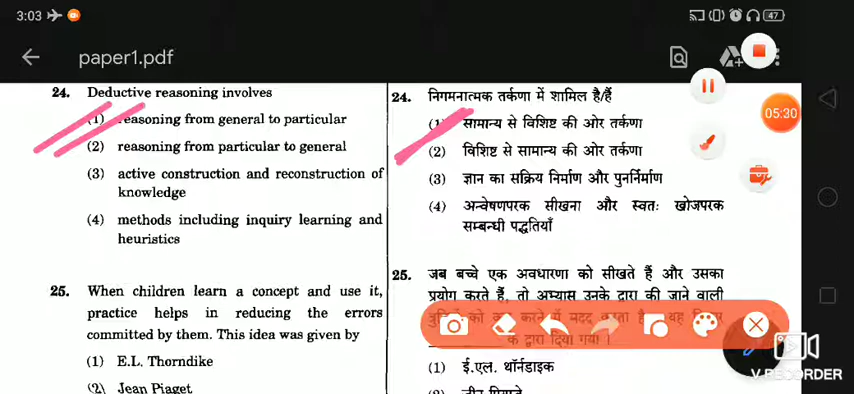 3:03
47
paper1.pdf
05:30
24. Deductive reasoning involves
(1) reasoning from general to particular
(2) reasoning from particular to general
(3) active construction and reconstruction of
knowledge
(4) methods including inquiry learning and
heuristics
25. When children learn a concept and use it,
practice helps in reducing the errors
committed by them. This idea was given by
(1) E.L. Thorndike
(2) Jean Piaget
24. निगमनात्मक तर्कणा में शामिल है/हैं
(1) सामान्य से विशिष्ट की ओर तर्कणा
(2) विशिष्ट से सामान्य की ओर तर्कणा
(3) ज्ञान का सक्रिय निर्माण और पुनर्निर्माण
(4) अन्वेषणपरक सीखना और स्वतः खोजपरक
सम्बन्धी पद्धतियाँ
25. जब बच्चे एक अवधारणा को सीखते हैं और उसका
प्रयोग करते हैं, तो अभ्यास उनके द्वारा की जाने वाली
के द्वारा दिया गया।
(1) ई.एल. थॉर्नडाइक
V RECORDER